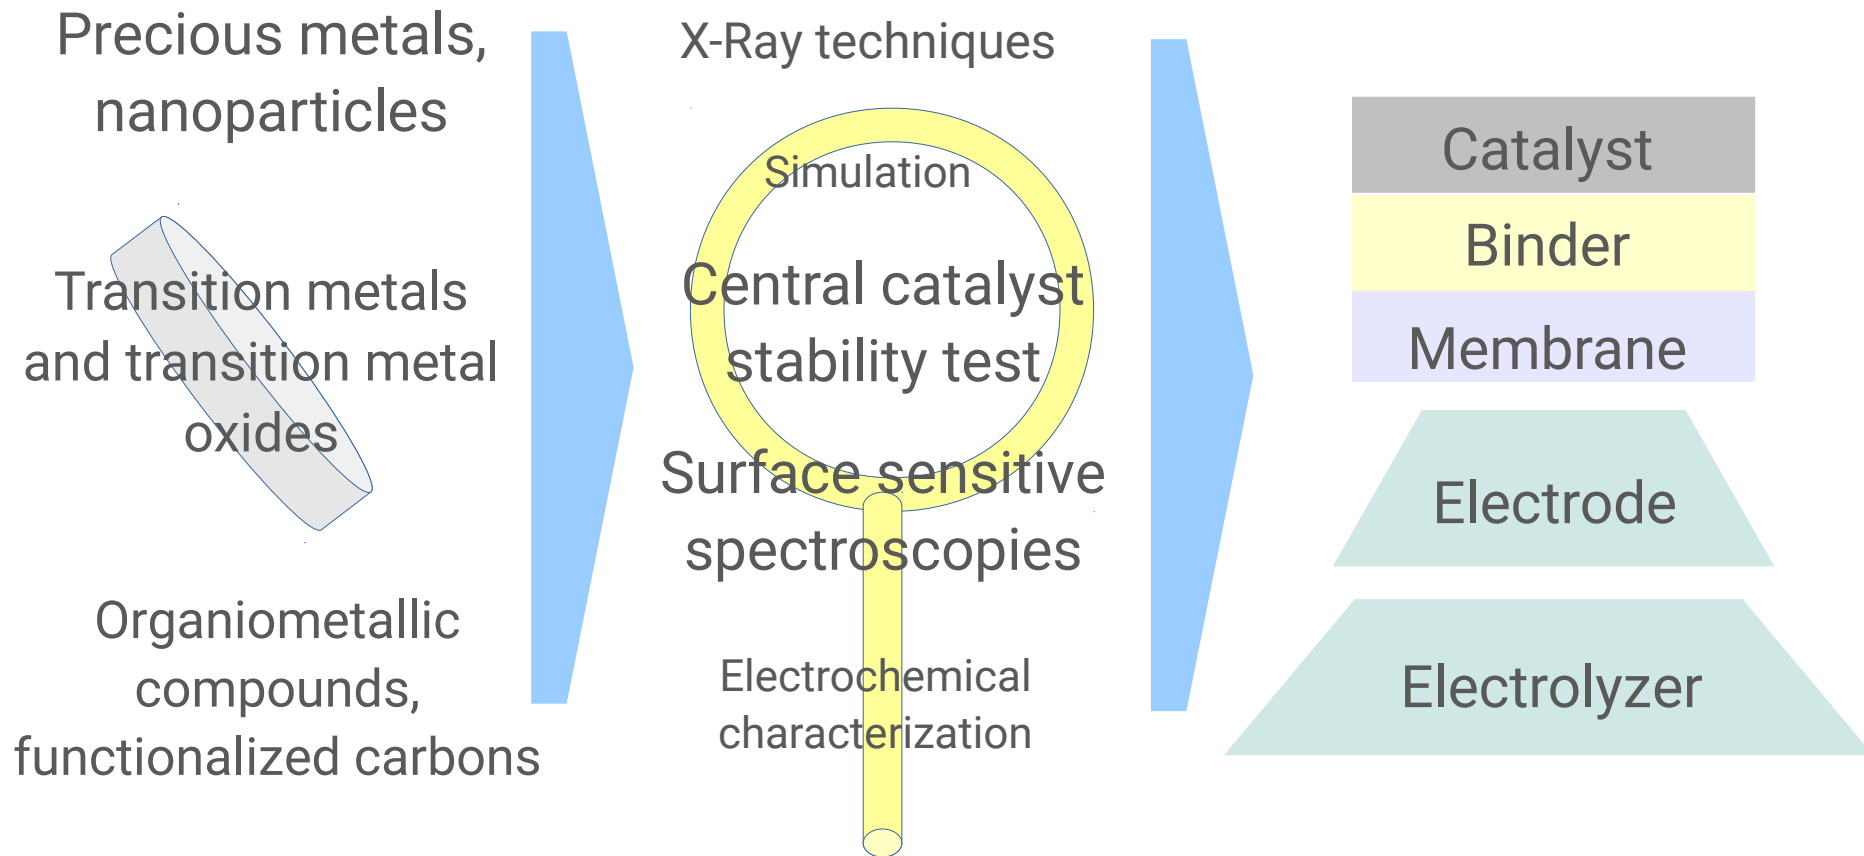 Precious metals,
nanoparticles
Transition metals
and transition metal
oxides
Organiometallic
compounds,
functionalized carbons
X-Ray techniques
Simulation
Central catalyst
stability test
Surface sensitive
spectroscopies
Electrochemical
characterization
Catalyst
Binder
Membrane
Electrode
Electrolyzer